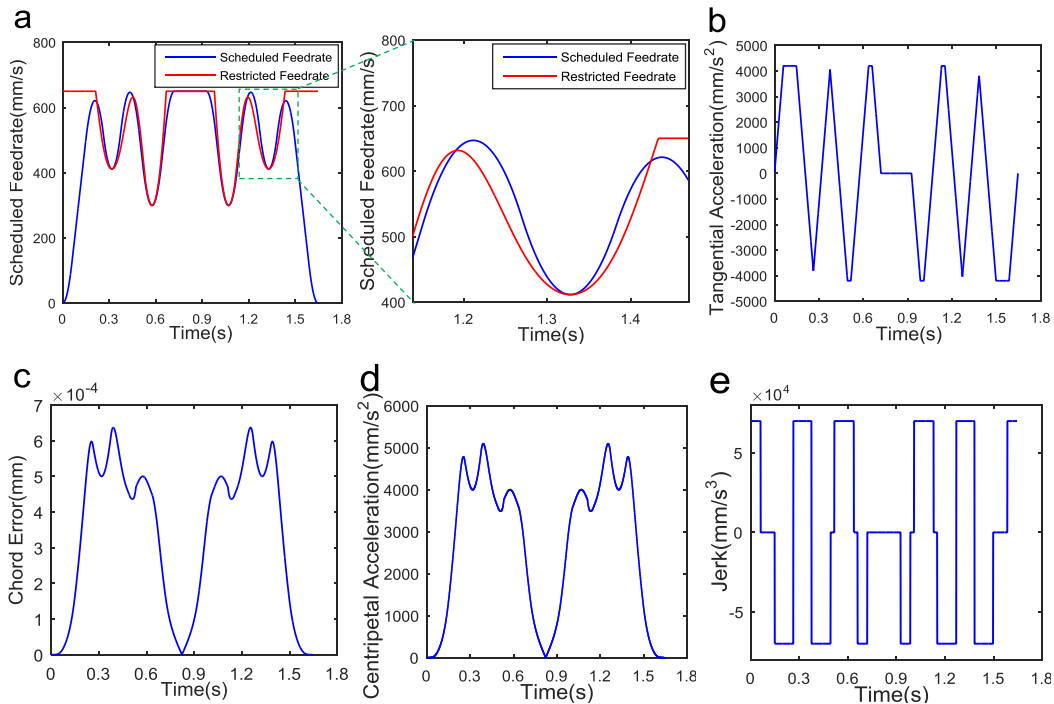 a
Scheduled Feedrate(mm/s)
800
600
400
200
0
Scheduled Feedrate
Restricted Feedrate
0 0.3 0.6 0.9 1.2 1.5 1.8
Time(s)
Scheduled Feedrate(mm/s)
800
700
600
500
400
Scheduled Feedrate
Restricted Feedrate
1.2 1.3 1.4
Time(s)
b
Tangential Acceleration(mm/s²)
5000
4000
3000
2000
1000
0
-1000
-2000
-3000
-4000
-5000
0 0.3 0.6 0.9 1.2 1.5 1.8
Time(s)
c
×10⁻⁴
Chord Error(mm)
7
6
5
4
3
2
1
0
0 0.3 0.6 0.9 1.2 1.5 1.8
Time(s)
d
Centripetal Acceleration(mm/s²)
6000
5000
4000
3000
2000
1000
0
0 0.3 0.6 0.9 1.2 1.5 1.8
Time(s)
e
×10⁴
Jerk(mm/s³)
5
0
-5
0 0.3 0.6 0.9 1.2 1.5 1.8
Time(s)